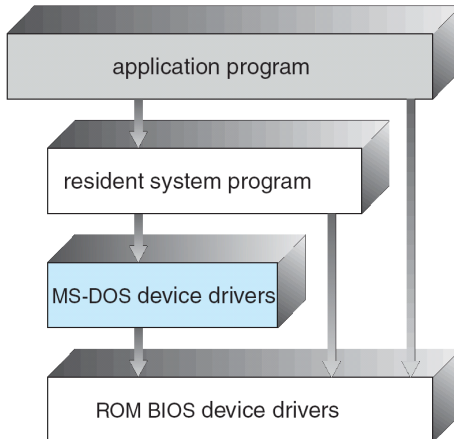 application program
resident system program
MS-DOS device drivers
ROM BIOS device drivers